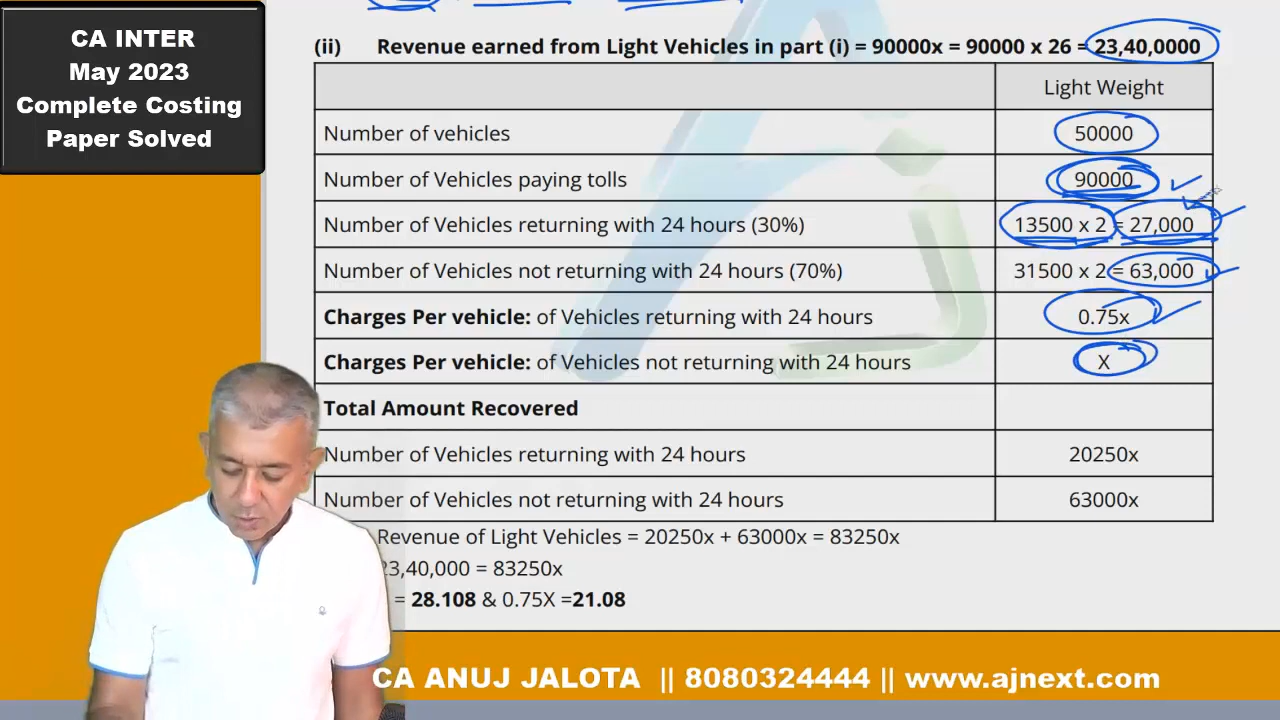 CA INTER
May 2023
Complete Costing
Paper Solved
(ii) Revenue earned from Light Vehicles in part (i) = 90000x = 90000 x 26 = 23,40,0000
Light Weight
Number of vehicles 50000
Number of Vehicles paying tolls 90000
Number of Vehicles returning with 24 hours (30%) 13500 x 2 = 27,000
Number of Vehicles not returning with 24 hours (70%) 31500 x 2 = 63,000
Charges Per vehicle: of Vehicles returning with 24 hours 0.75x
Charges Per vehicle: of Vehicles not returning with 24 hours X
Total Amount Recovered
Number of Vehicles returning with 24 hours 20250x
Number of Vehicles not returning with 24 hours 63000x
Revenue of Light Vehicles = 20250x + 63000x = 83250x
23,40,000 = 83250x
= 28.108 & 0.75X =21.08
CA ANUJ JALOTA || 8080324444 || www.ajnext.com